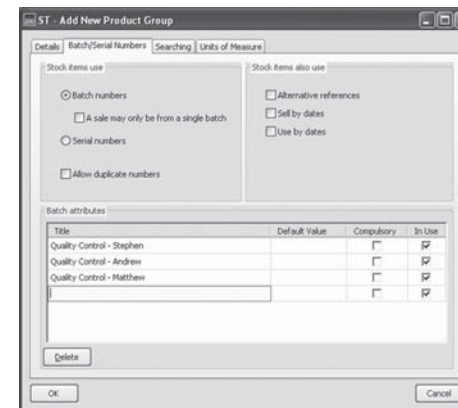 ST - Add New Product Group
Details Batch/Serial Numbers Searching Units of Measure
Stock items use
Batch numbers
A sale may only be from a single batch
Serial numbers
Allow duplicate numbers
Stock items also use
Alternative references
Sell by dates
Use by dates
Batch attributes
Title Default Value Compulsory In Use
Quality Control - Stephen
Quality Control - Andrew
Quality Control - Matthew
Delete
OK Cancel